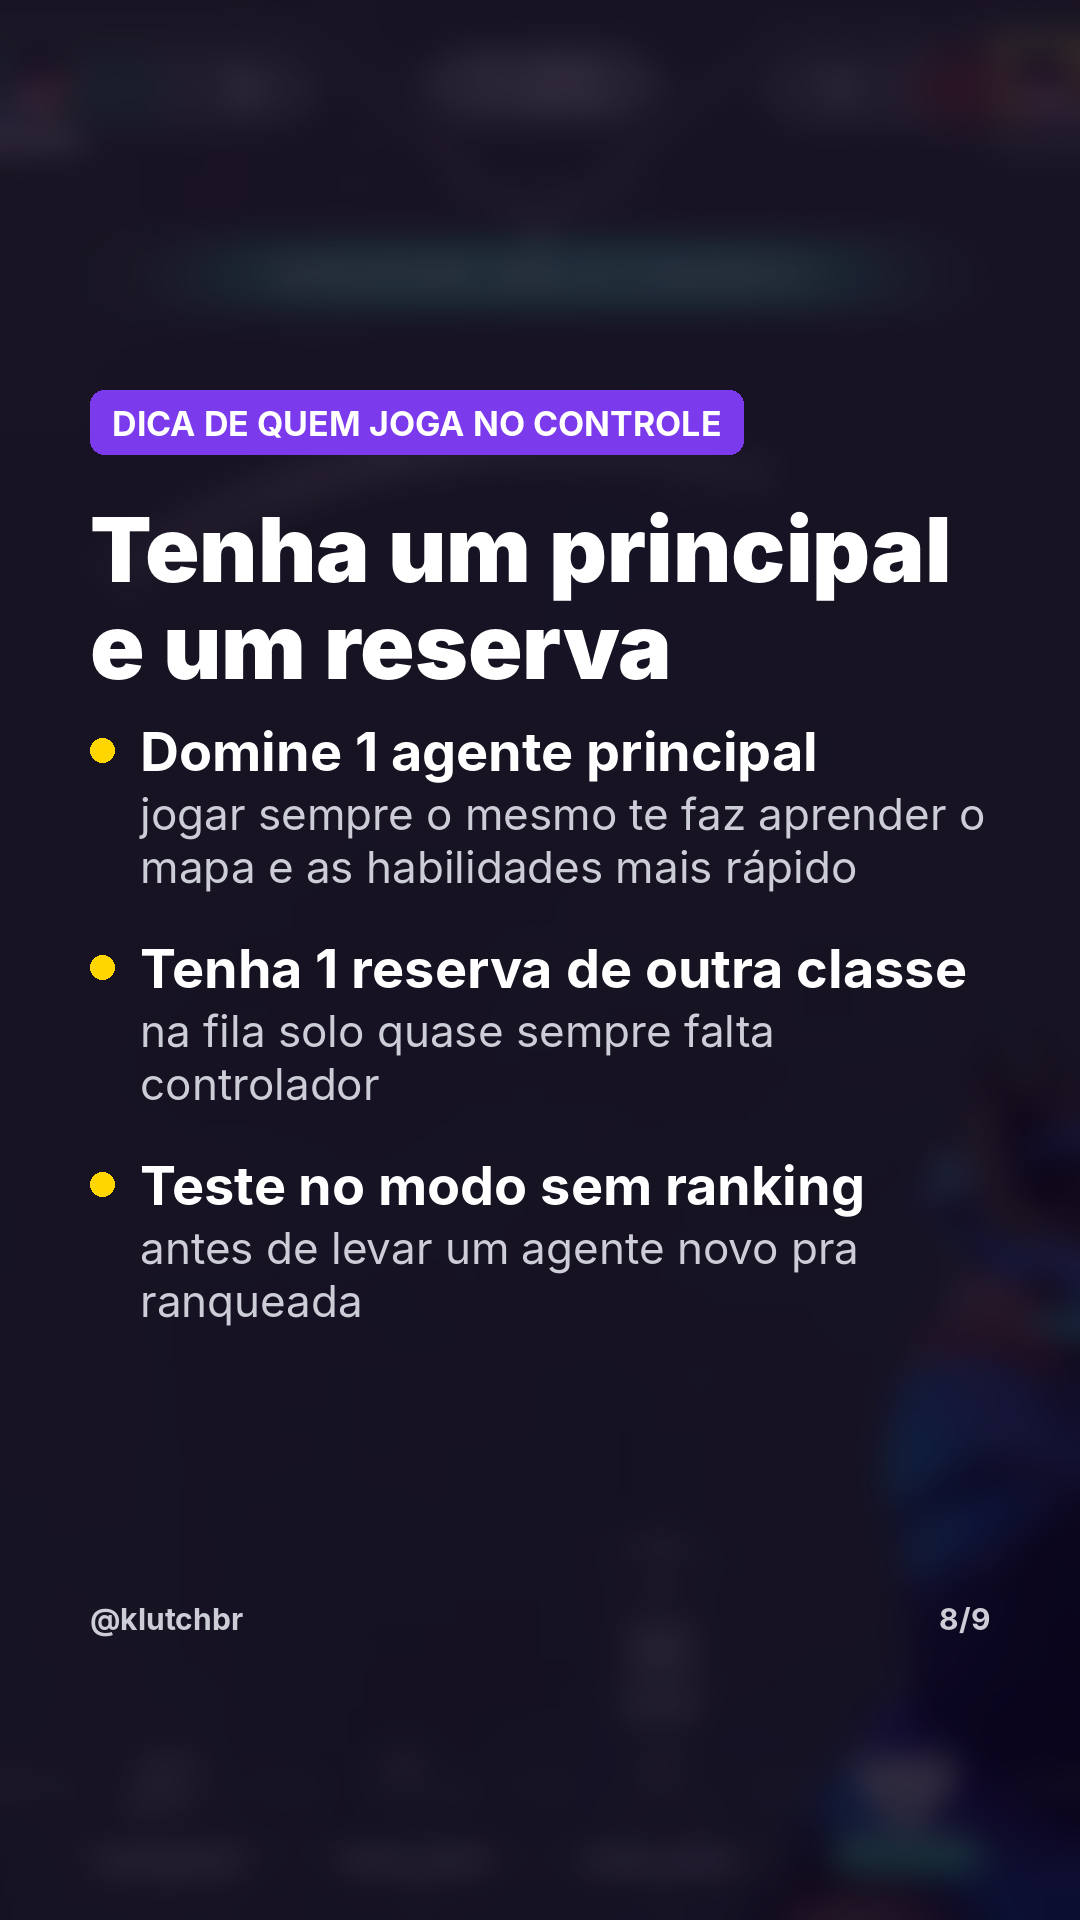 DICA DE QUEM JOGA NO CONTROLE
Tenha um principal
e um reserva
Domine 1 agente principal
jogar sempre o mesmo te faz aprender o
mapa e as habilidades mais rápido
Tenha 1 reserva de outra classe
na fila solo quase sempre falta
controlador
Teste no modo sem ranking
antes de levar um agente novo pra
ranqueada
@klutchbr
8/9